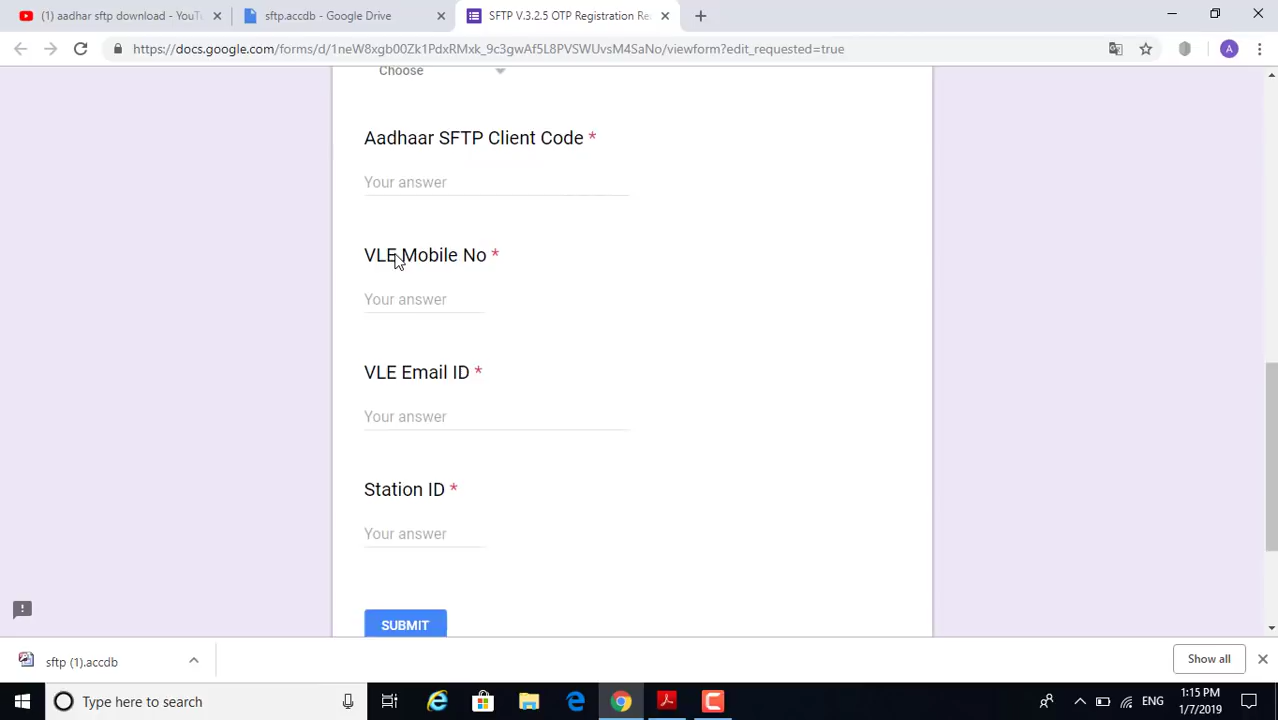 (1) aadhar sftp download - YouTu
sftp.accdb - Google Drive
SFTP V.3.2.5 OTP Registration Re
https://docs.google.com/forms/d/1neW8xgb00Zk1PdxRMxk_9c3gwAf5L8PVSWUvsM4SaNo/viewform?edit_requested=true
A
Choose
Aadhaar SFTP Client Code *
Your answer
VLE Mobile No *
Your answer
VLE Email ID *
Your answer
Station ID *
Your answer
SUBMIT
sftp (1).accdb
Show all
Type here to search
ENG
1:15 PM
1/7/2019